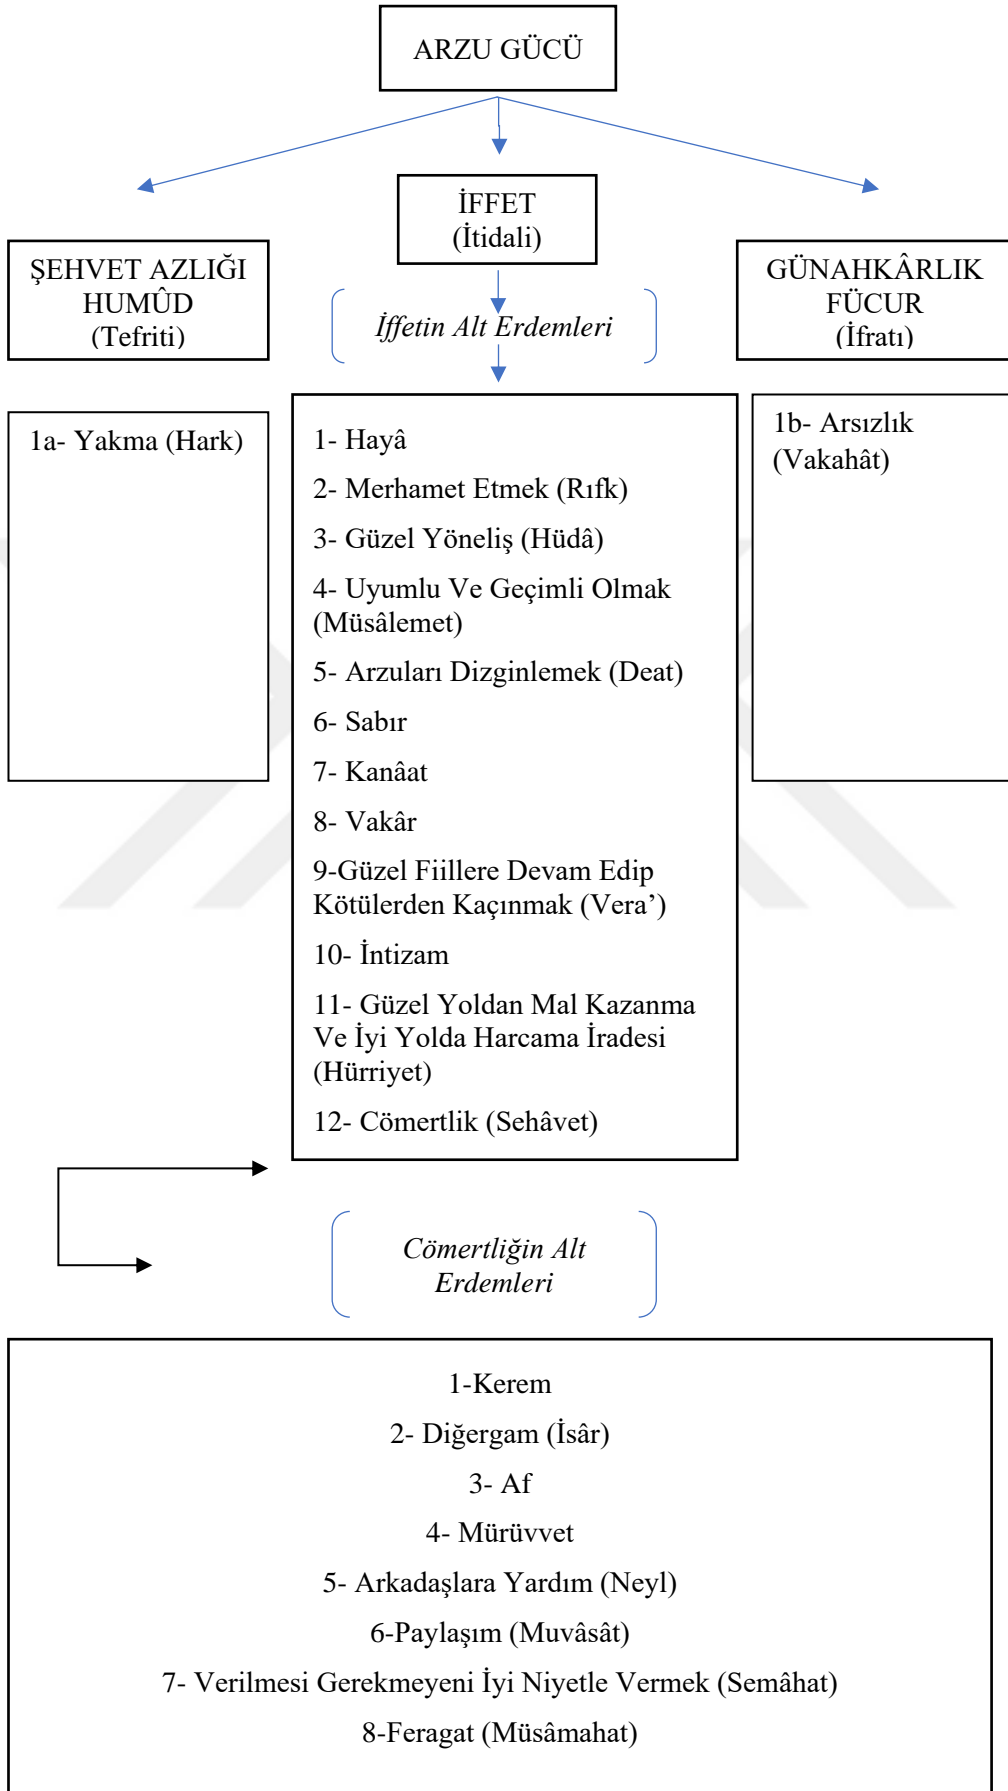 ARZU GÜCÜ
İFFET
(İtidali)
ŞEHVET AZLIĞI
HUMÛD
(Tefriti)
GÜNAHKÂRLIK
FÜCUR
(İfratı)
İffetin Alt Erdemleri
1a- Yakma (Hark)
1- Hayâ
2- Merhamet Etmek (Rıfk)
3- Güzel Yöneliş (Hüdâ)
4- Uyumlu Ve Geçimli Olmak
(Müsâlemet)
5- Arzuları Dizginlemek (Deat)
6- Sabır
7- Kanâat
8- Vakâr
9-Güzel Fiillere Devam Edip
Kötülerden Kaçınmak (Vera’)
10- İntizam
11- Güzel Yoldan Mal Kazanma
Ve İyi Yolda Harcama İradesi
(Hürriyet)
12- Cömertlik (Sehâvet)
1b- Arsızlık
(Vakahât)
Cömertliğin Alt
Erdemleri
1-Kerem
2- Diğergam (İsâr)
3- Af
4- Mürüvvet
5- Arkadaşlara Yardım (Neyl)
6-Paylaşım (Muvâsât)
7- Verilmesi Gerekmeyeni İyi Niyetle Vermek (Semâhat)
8-Feragat (Müsâmahat)